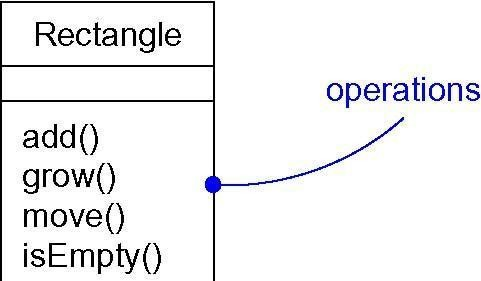 Rectangle
operations
add()
grow()
move()
isEmpty()